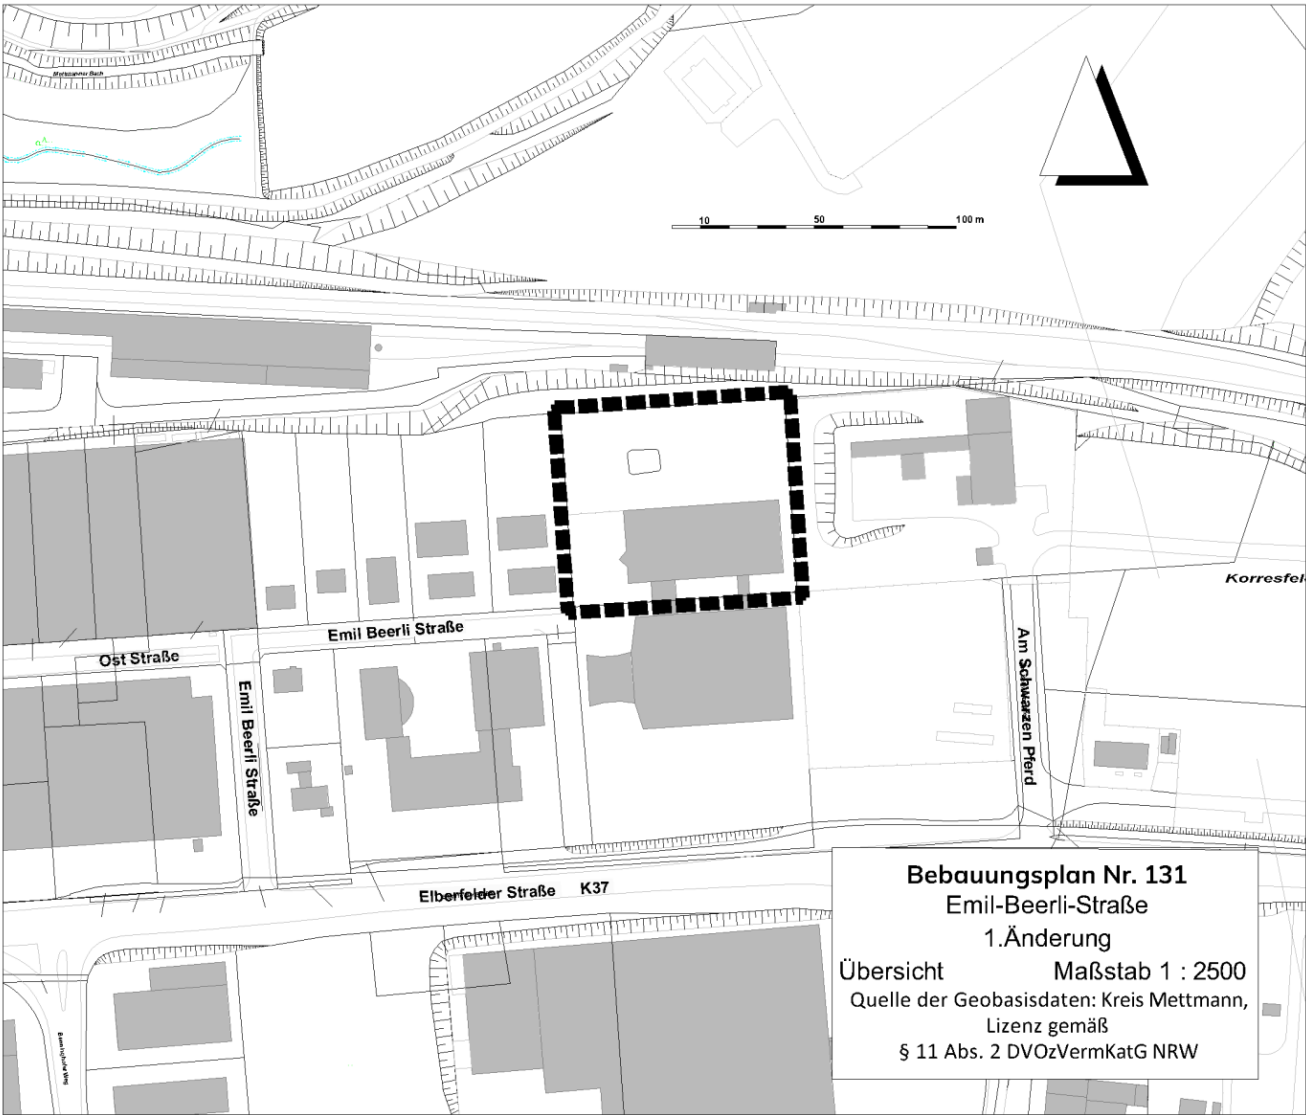 Mettmanner Bach
10 50 100 m
Korresfel
Emil Beerli Straße
Ost Straße
Emil Beerli Straße
Am Schwarzen Pferd
Elberfelder Straße K37
Bebauungsplan Nr. 131
Emil-Beerli-Straße
1.Änderung
Übersicht Maßstab 1 : 2500
Quelle der Geobasisdaten: Kreis Mettmann,
Lizenz gemäß
§ 11 Abs. 2 DVOzVermKatG NRW